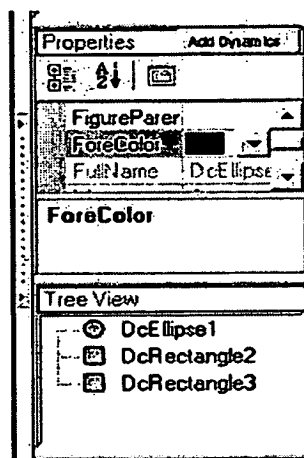 Properties Add Dynamics
FigureParer
ForeColor
FullName DcEllipse
ForeColor
Tree View
DcEllipse1
DcRectangle2
DcRectangle3